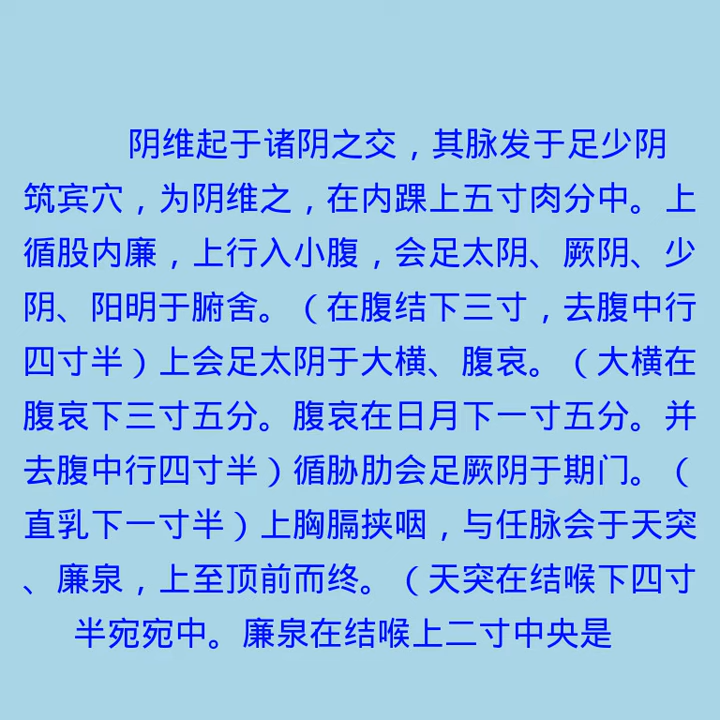 阴维起于诸阴之交，其脉发于足少阴
筑宾穴，为阴维之，在内踝上五寸肉分中。上
循股内廉，上行入小腹，会足太阴、厥阴、少
阴、阳明于腑舍。（在腹结下三寸，去腹中行
四寸半）上会足太阴于大横、腹哀。（大横在
腹哀下三寸五分。腹哀在日月下一寸五分。并
去腹中行四寸半）循胁肋会足厥阴于期门。（
直乳下一寸半）上胸膈挟咽，与任脉会于天突
、廉泉，上至顶前而终。（天突在结喉下四寸
半宛宛中。廉泉在结喉上二寸中央是